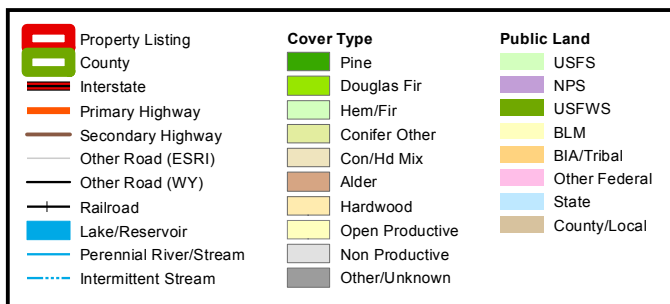 Property Listing
County
Interstate
Primary Highway
Secondary Highway
Other Road (ESRI)
Other Road (WY)
Railroad
Lake/Reservoir
Perennial River/Stream
Intermittent Stream
Cover Type
Pine
Douglas Fir
Hem/Fir
Conifer Other
Con/Hd Mix
Alder
Hardwood
Open Productive
Non Productive
Other/Unknown
Public Land
USFS
NPS
USFWS
BLM
BIA/Tribal
Other Federal
State
County/Local